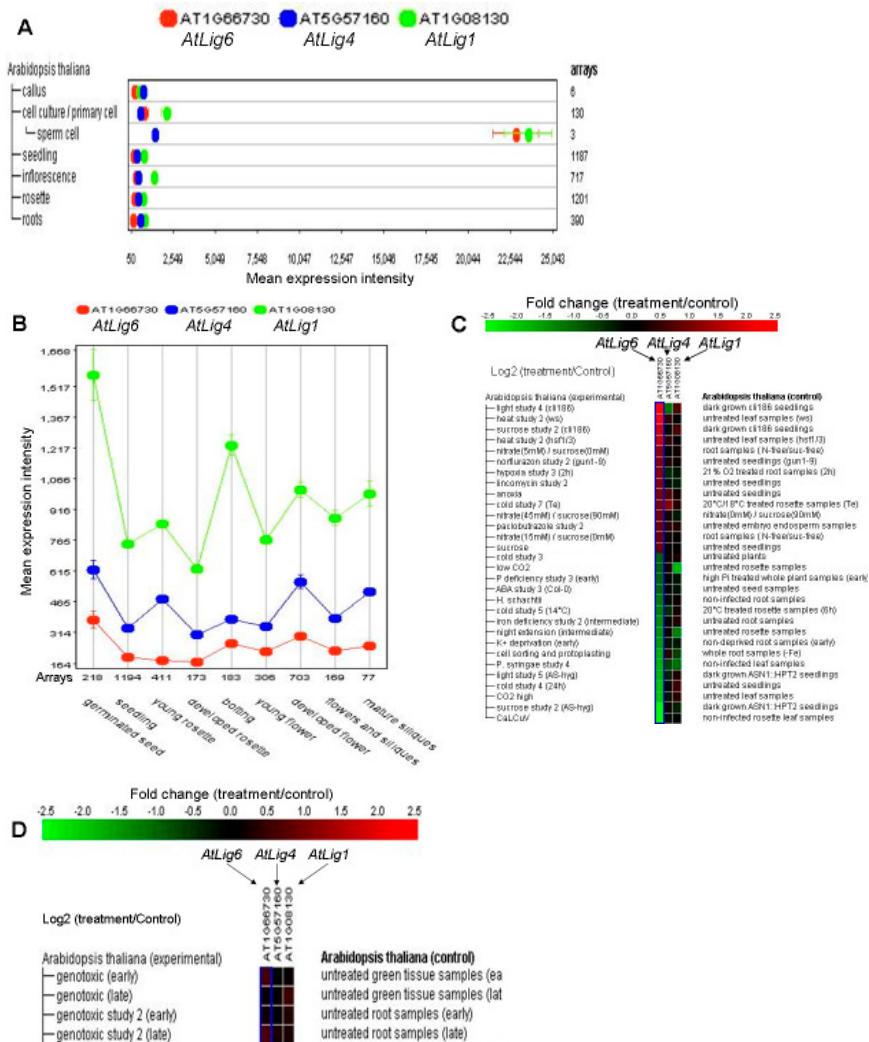 A
AT1G66730 AT5G57160 AT1G08130
AtLig6 AtLig4 AtLig1
Arabidopsis thaliana arrays
callus 6
cell culture / primary cell 130
sperm cell 3
seedling 1187
inflorescence 717
rosette 1201
roots 390
50 2,549 5,048 7,548 10,047 12,547 15,046 17,545 20,044 22,544 25,043
Mean expression intensity
B
AT1G66730 AT5G57160 AT1G08130
AtLig6 AtLig4 AtLig1
Mean expression intensity
1,668
1,517
1,367
1,217
1,066
916
765
615
465
314
164
Arrays 218 1194 411 173 183 306 703 169 77
germinated seed
seedling
young rosette
developed rosette
bolting
young flower
developed flower
flowers and siliques
mature siliques
C
Fold change (treatment/control)
-2.5 -2.0 -1.5 -1.0 -0.5 0.0 0.5 1.0 1.5 2.0 2.5
AtLig6 AtLig4 AtLig1
Log2 (treatment/Control)
AT1G66730
AT5G57160
AT1G08130
Arabidopsis thaliana (experimental) Arabidopsis thaliana (control)
light study 4 (cli186) dark grown cli186 seedlings
heat study 2 (ws) untreated leaf samples (ws)
sucrose study 2 (cli186) dark grown cli186 seedlings
heat study 2 (hsf1/3) untreated leaf samples (hsf1/3)
nitrate(5mM) / sucrose(0mM) root samples (N-free/suc-free)
norflurazon study 2 (gun1-9) untreated seedlings (gun1-9)
hypoxia study 3 (2h) 21% O2 treated root samples (2h)
lincomycin study 2 untreated seedlings
anoxia untreated seedlings
cold study 7 (Te) 20°C/18°C treated rosette samples (Te)
nitrate(45mM) / sucrose(90mM) nitrate(0mM) / sucrose(90mM)
paclobutrazole study 2 untreated embryo endosperm samples
nitrate(15mM) / sucrose(0mM) root samples (N-free/suc-free)
sucrose untreated seedlings
cold study 3 untreated plants
low CO2 untreated rosette samples
P deficiency study 3 (early) high Pi treated whole plant samples (early)
ABA study 3 (Col-0) untreated seed samples
H. schachtii non-infected root samples
cold study 5 (14°C) 20°C treated rosette samples (6h)
iron deficiency study 2 (intermediate) untreated root samples
night extension (intermediate) untreated rosette samples
K+ deprivation (early) non-deprived root samples (early)
cell sorting and protoplasting whole root samples (-Fe)
P. syringae study 4 non-infected leaf samples
light study 5 (AS-hyg) dark grown ASN1::HPT2 seedlings
cold study 4 (24h) untreated seedlings
CO2 high untreated leaf samples
sucrose study 2 (AS-hyg) dark grown ASN1::HPT2 seedlings
CaLCuV non-infected rosette leaf samples
D
Fold change (treatment/control)
-2.5 -2.0 -1.5 -1.0 -0.5 0.0 0.5 1.0 1.5 2.0 2.5
AtLig6 AtLig4 AtLig1
Log2 (treatment/Control)
AT1G66730
AT5G57160
AT1G08130
Arabidopsis thaliana (experimental) Arabidopsis thaliana (control)
genotoxic (early) untreated green tissue samples (ea
genotoxic (late) untreated green tissue samples (lat
genotoxic study 2 (early) untreated root samples (early)
genotoxic study 2 (late) untreated root samples (late)